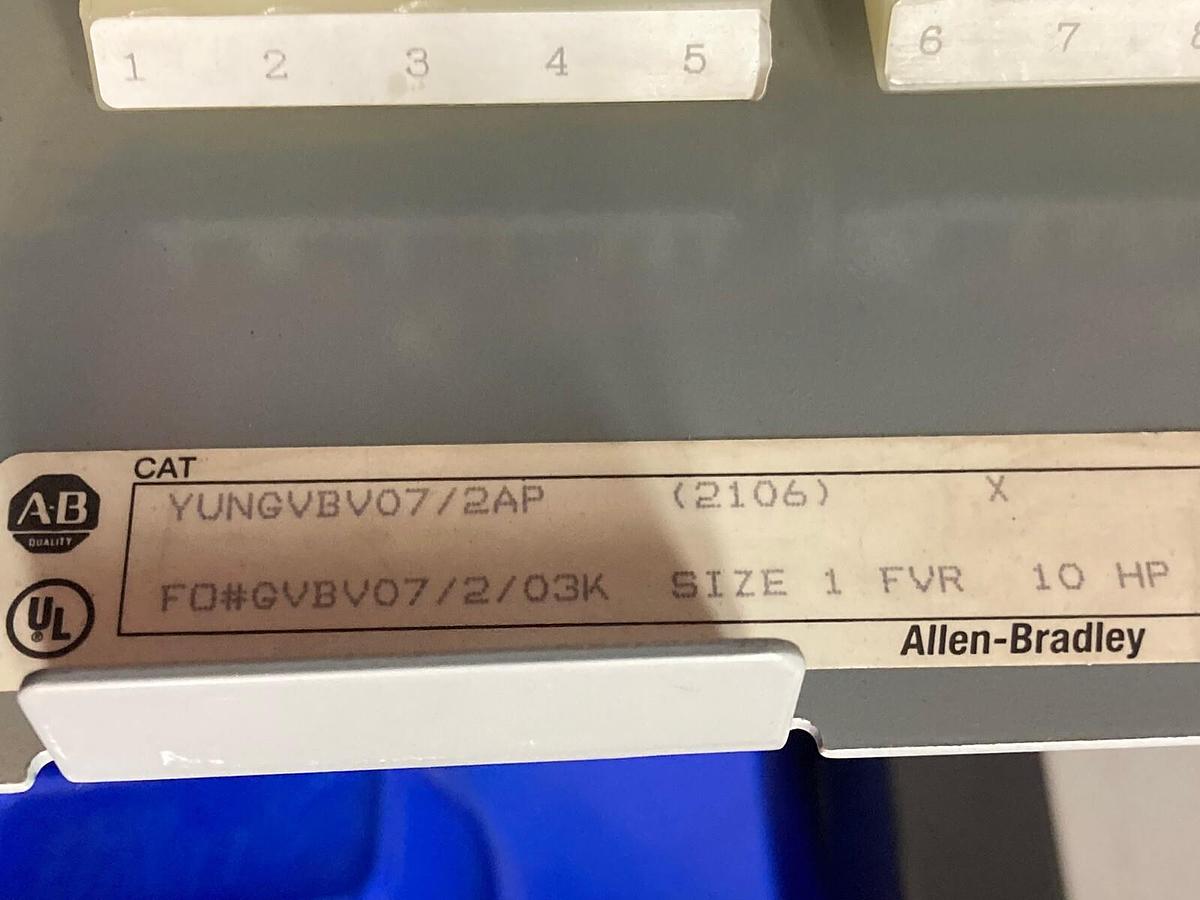 1 2 3 4 5 6 7 8
CAT
A-B
QUALITY
YUNGVBV07/2AP (2106) X
FO#GVBV07/2/03K SIZE 1 FVR 10 HP
UL ®
Allen-Bradley